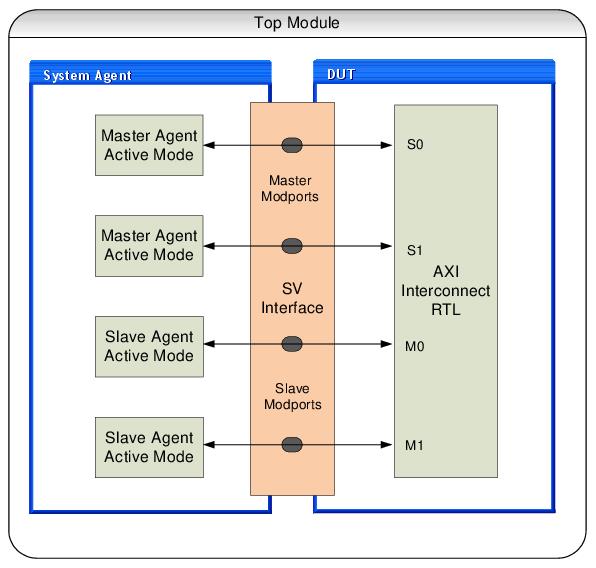 Top Module
System Agent
DUT
Master Agent
Active Mode
S0
Master
Modports
Master Agent
Active Mode
S1
AXI
Interconnect
RTL
SV
Interface
Slave Agent
Active Mode
M0
Slave
Modports
Slave Agent
Active Mode
M1